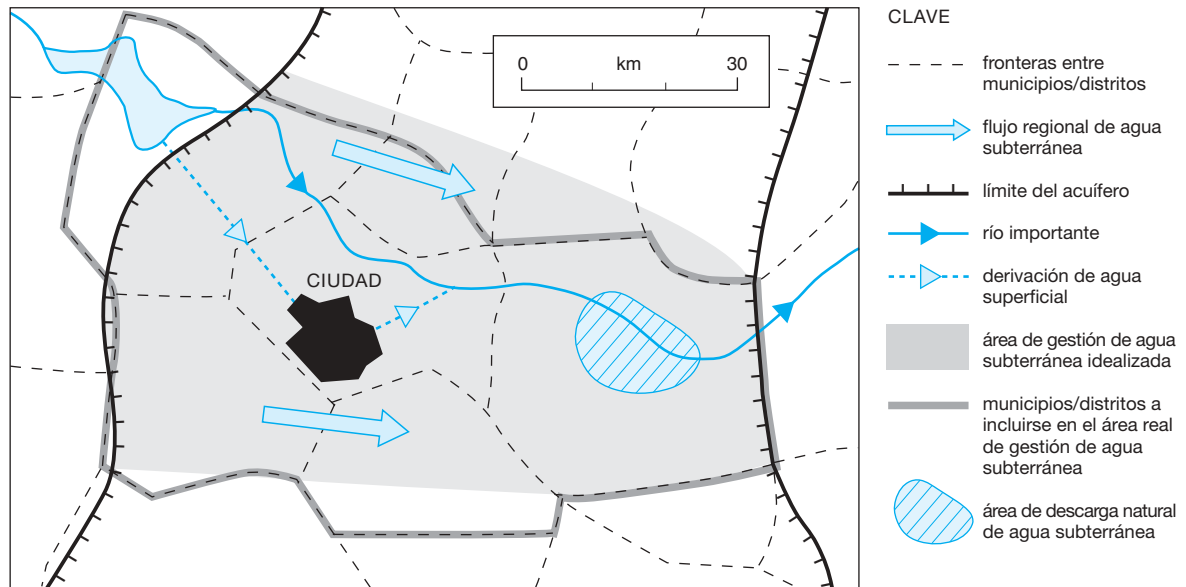 0 km 30
CIUDAD
CLAVE
fronteras entre
municipios/distritos
flujo regional de agua
subterránea
límite del acuífero
río importante
derivación de agua
superficial
área de gestión de agua
subterránea idealizada
municipios/distritos a
incluirse en el área real
de gestión de agua
subterránea
área de descarga natural
de agua subterránea